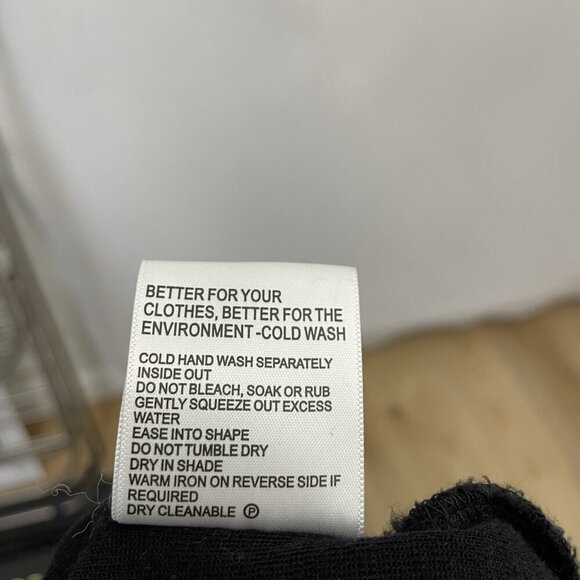 BETTER FOR YOUR
CLOTHES, BETTER FOR THE
ENVIRONMENT-COLD WASH
COLD HAND WASH SEPARATELY
INSIDE OUT
DO NOT BLEACH, SOAK OR RUB
GENTLY SQUEEZE OUT EXCESS
WATER
EASE INTO SHAPE
DO NOT TUMBLE DRY
DRY IN SHADE
WARM IRON ON REVERSE SIDE IF
REQUIRED
DRY CLEANABLE Ⓟ